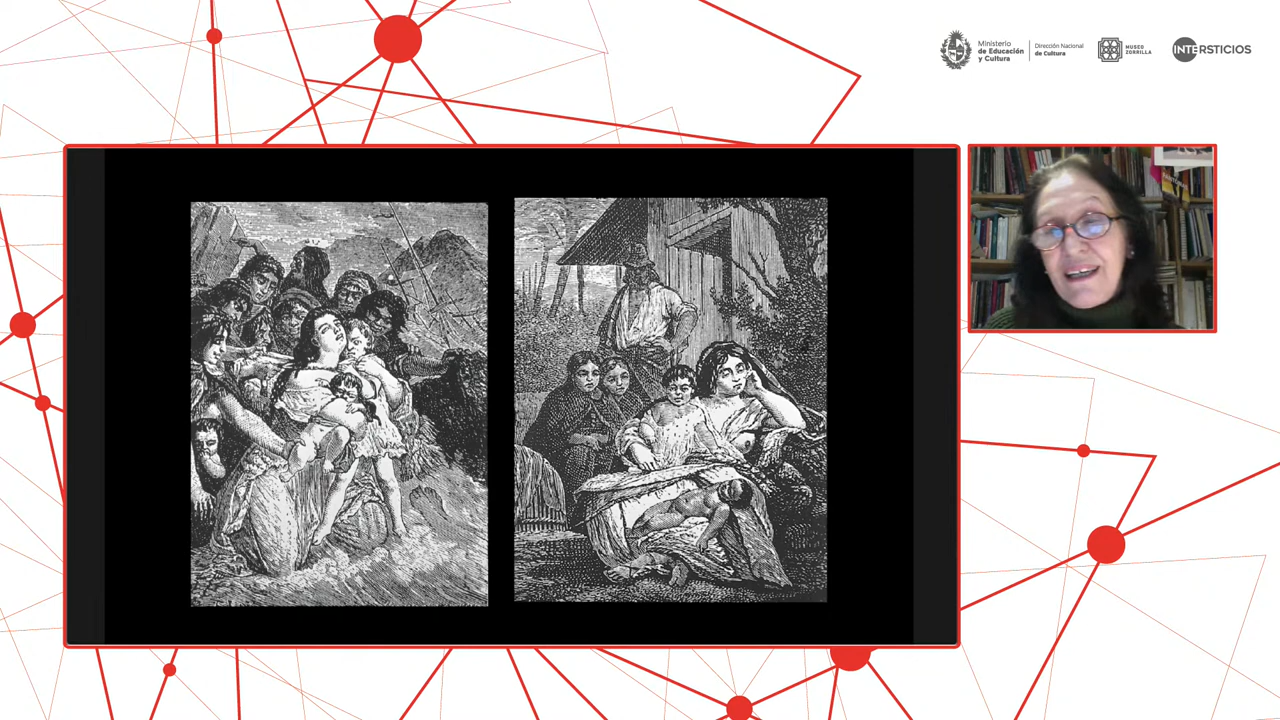 Ministerio
de Educación
y Cultura
Dirección Nacional
de Cultura
MUSEO
ZORRILLA
INTERSTICIOS